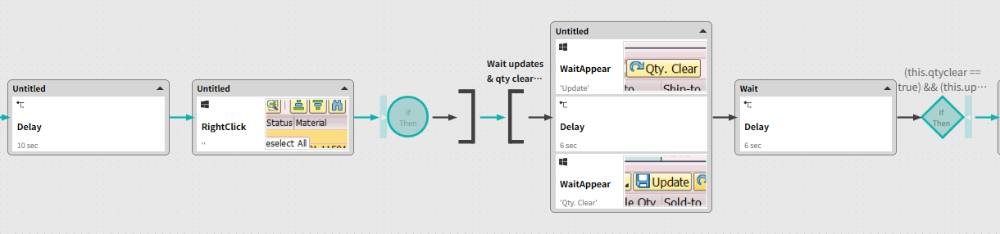 Untitled
Delay
10 sec
Untitled
RightClick
''
Status Material
eselect All
If
Then
Wait updates
& qty clear...
Untitled
WaitAppear
'Update'
Qty. Clear
to Ship-to
Delay
6 sec
WaitAppear
'Qty. Clear'
Update
le Qty. Sold-to
Wait
Delay
6 sec
(this.qtyclear ==
true) && (this.up...
If
Then